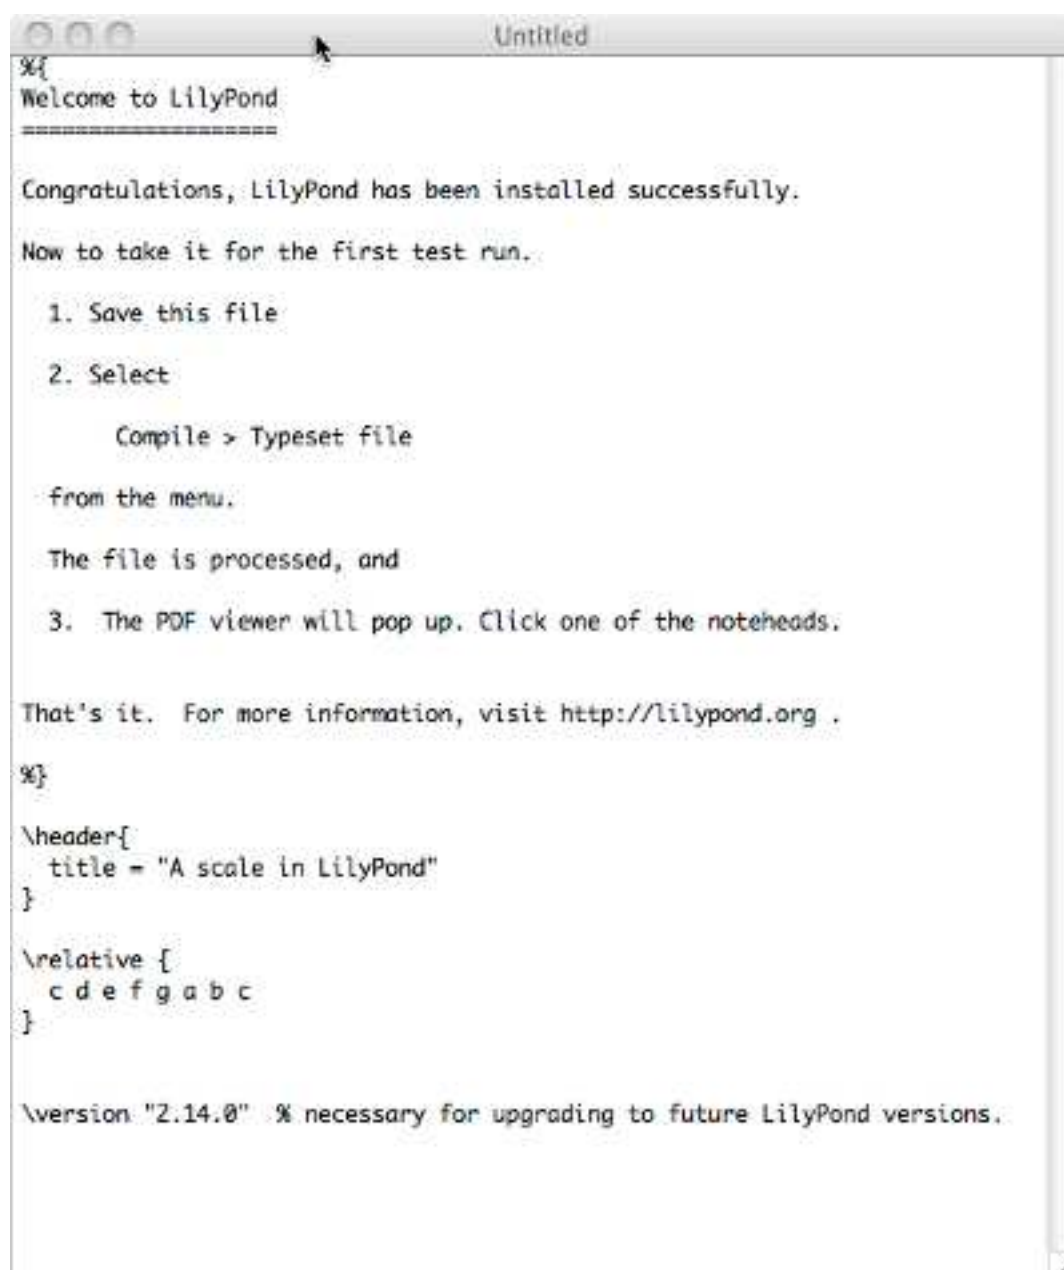 Untitled
%{
Welcome to LilyPond
===================
Congratulations, LilyPond has been installed successfully.
Now to take it for the first test run.
1. Save this file
2. Select
Compile > Typeset file
from the menu.
The file is processed, and
3.  The PDF viewer will pop up. Click one of the noteheads.
That's it.  For more information, visit http://lilypond.org .
%}
\header{
title = "A scale in LilyPond"
}
\relative {
c d e f g a b c
}
\version "2.14.0"  % necessary for upgrading to future LilyPond versions.